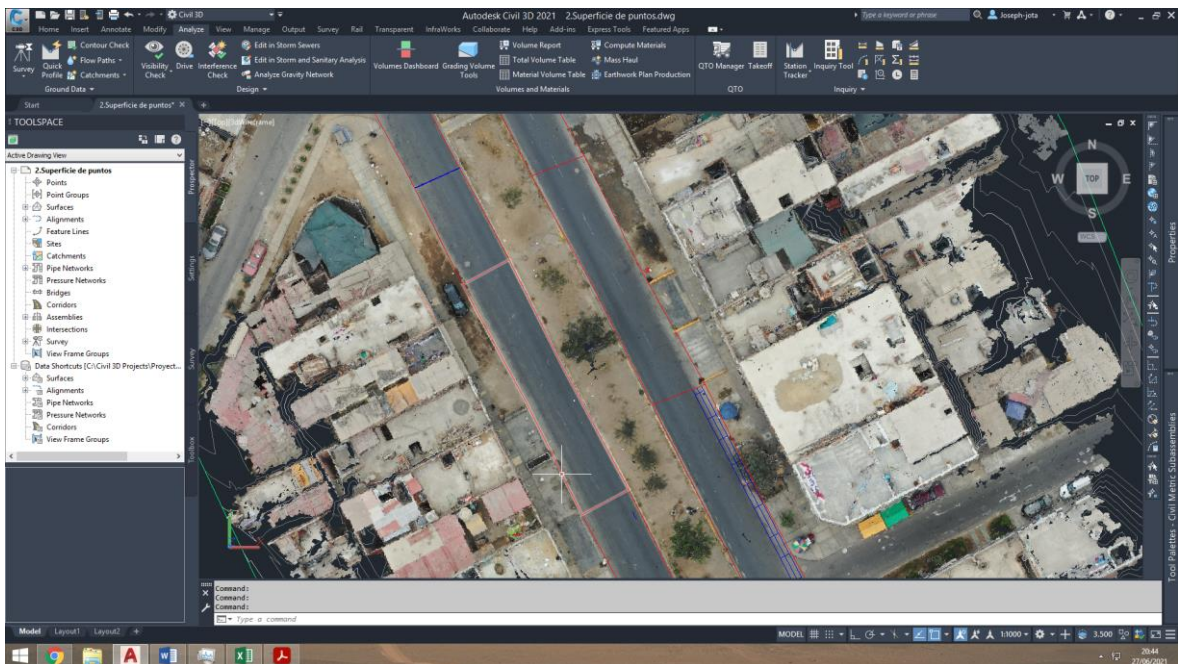 Civil 3D
Autodesk Civil 3D 2021 2.Superficie de puntos.dwg
Type a keyword or phrase
Joseph-jota
Home Insert Annotate Modify Analyze View Manage Output Survey Rail Transparent InfraWorks Collaborate Help Add-ins Express Tools Featured Apps
Survey
Quick Profile
Contour Check
Flow Paths
Catchments
Ground Data
Visibility Check
Drive
Interference Check
Edit in Storm Sewers
Edit in Storm and Sanitary Analysis
Analyze Gravity Network
Design
Volumes Dashboard
Grading Volume Tools
Volume Report
Total Volume Table
Material Volume Table
Compute Materials
Mass Haul
Earthwork Plan Production
Volumes and Materials
QTO Manager
Takeoff
QTO
Station Tracker
Inquiry Tool
Inquiry
Start
2.Superficie de puntos*
TOOLSPACE
Active Drawing View
2.Superficie de puntos
Points
Point Groups
Surfaces
Alignments
Feature Lines
Sites
Catchments
Pipe Networks
Pressure Networks
Bridges
Corridors
Assemblies
Intersections
Survey
View Frame Groups
Data Shortcuts [C:\Civil 3D Projects\Proyect...
Surfaces
Alignments
Pipe Networks
Pressure Networks
Corridors
View Frame Groups
Prospector
Settings
Survey
Toolbox
N
W
TOP
E
S
WCS
Properties
Tool Palettes - Civil Metric Subassemblies
Command:
Command:
Command:
Type a command
Model Layout1 Layout2 +
MODEL
1:1000
3.500
20:44
27/06/2021